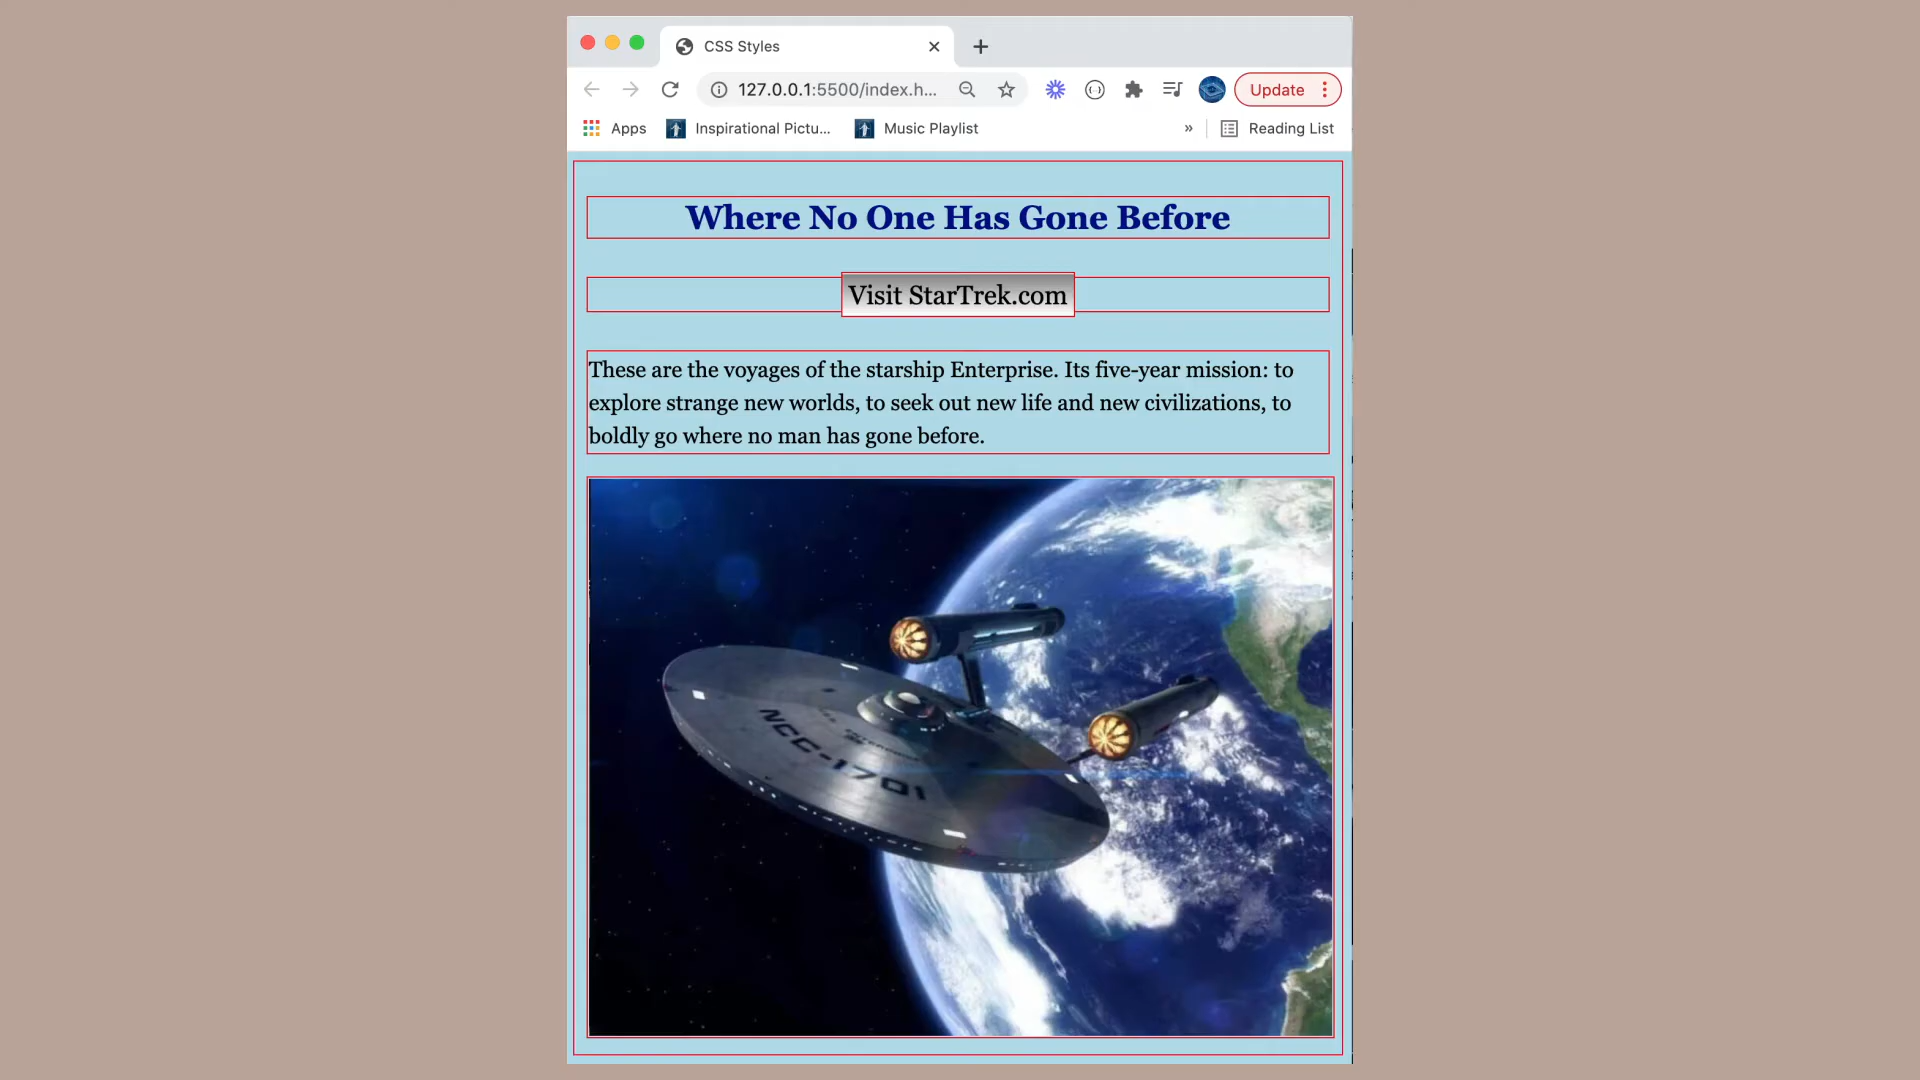 CSS Styles
127.0.0.1:5500/index.h...
Update
Apps
Inspirational Pictu...
Music Playlist
»
Reading List
Where No One Has Gone Before
Visit StarTrek.com
These are the voyages of the starship Enterprise. Its five-year mission: to
explore strange new worlds, to seek out new life and new civilizations, to
boldly go where no man has gone before.
NCC-1701